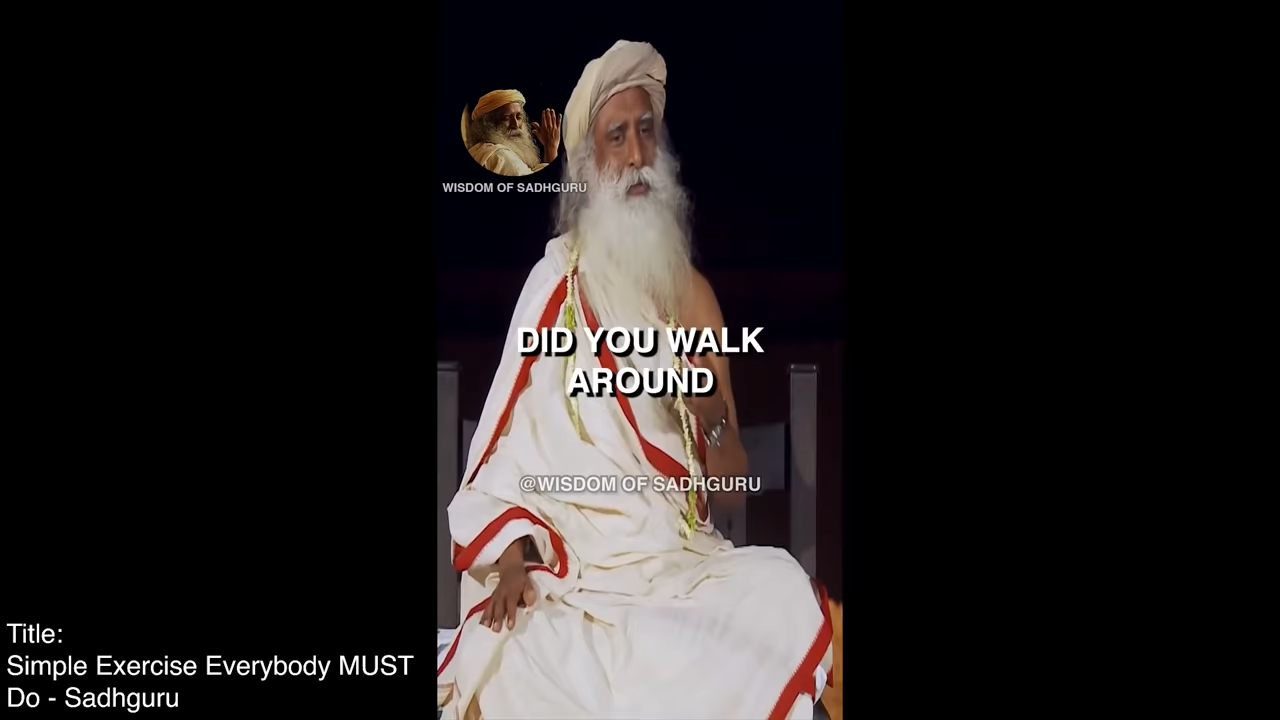 WISDOM OF SADHGURU
DID YOU WALK
AROUND
@WISDOM OF SADHGURU
Title:
Simple Exercise Everybody MUST
Do - Sadhguru